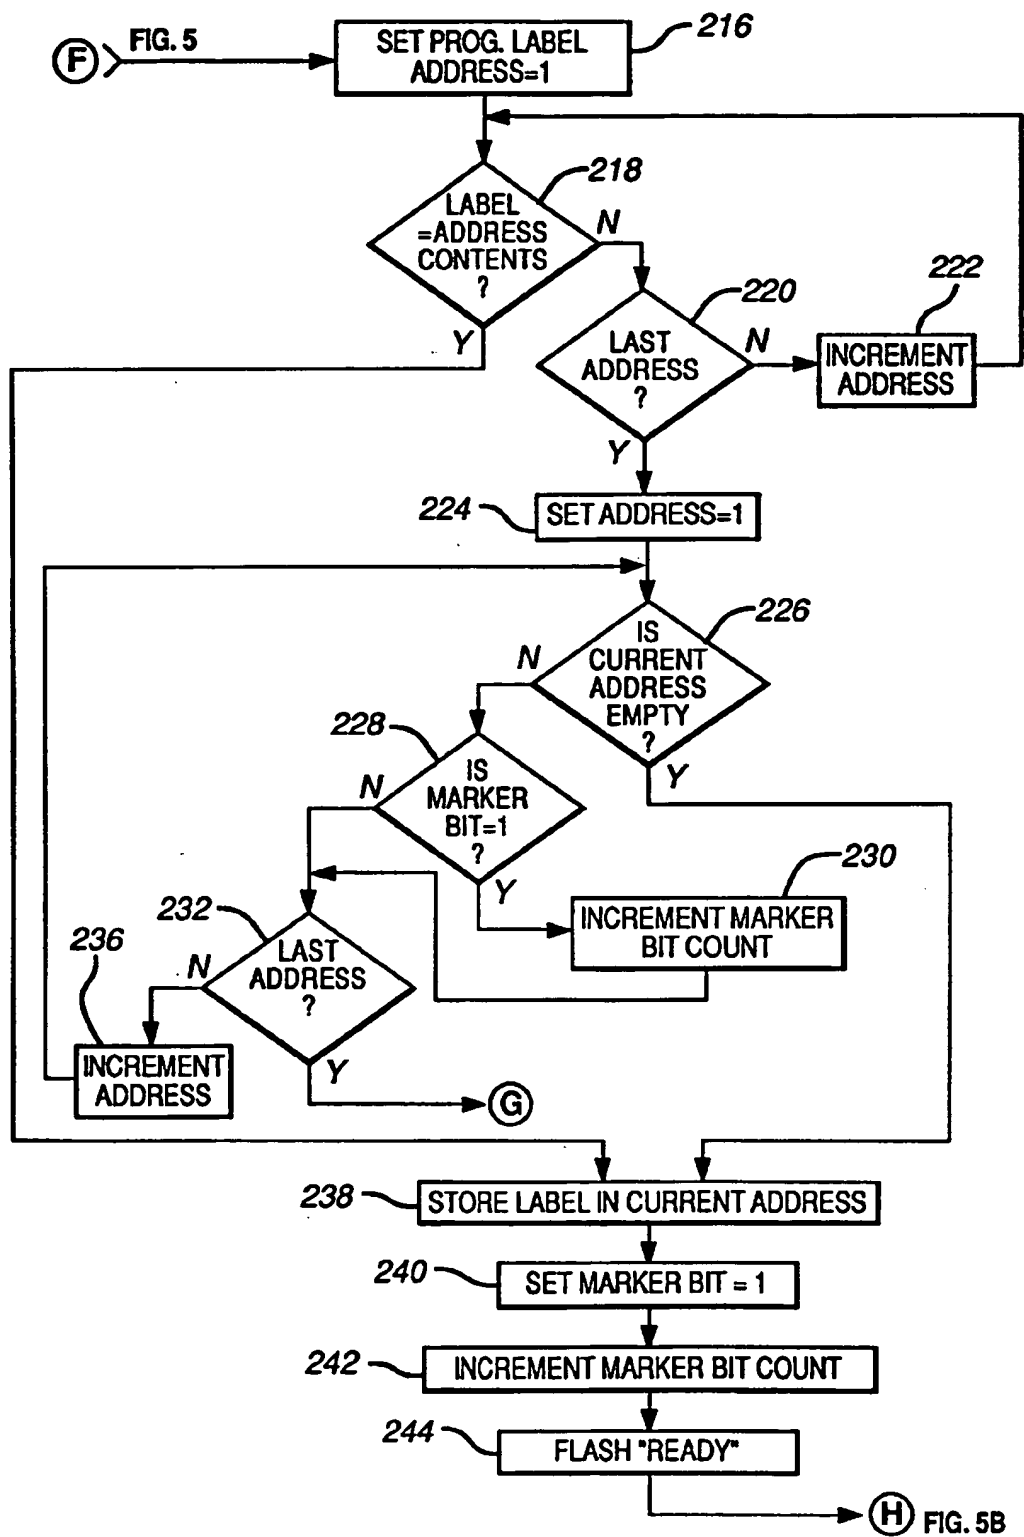 F
FIG. 5
SET PROG. LABEL
ADDRESS=1
216
218
LABEL
=ADDRESS
CONTENTS
?
N
Y
220
LAST
ADDRESS
?
N
Y
222
INCREMENT
ADDRESS
224
SET ADDRESS=1
226
IS
CURRENT
ADDRESS
EMPTY
?
N
Y
228
IS
MARKER
BIT=1
?
N
Y
230
INCREMENT MARKER
BIT COUNT
232
LAST
ADDRESS
?
N
Y
236
INCREMENT
ADDRESS
G
238
STORE LABEL IN CURRENT ADDRESS
240
SET MARKER BIT = 1
242
INCREMENT MARKER BIT COUNT
244
FLASH "READY"
H
FIG. 5B